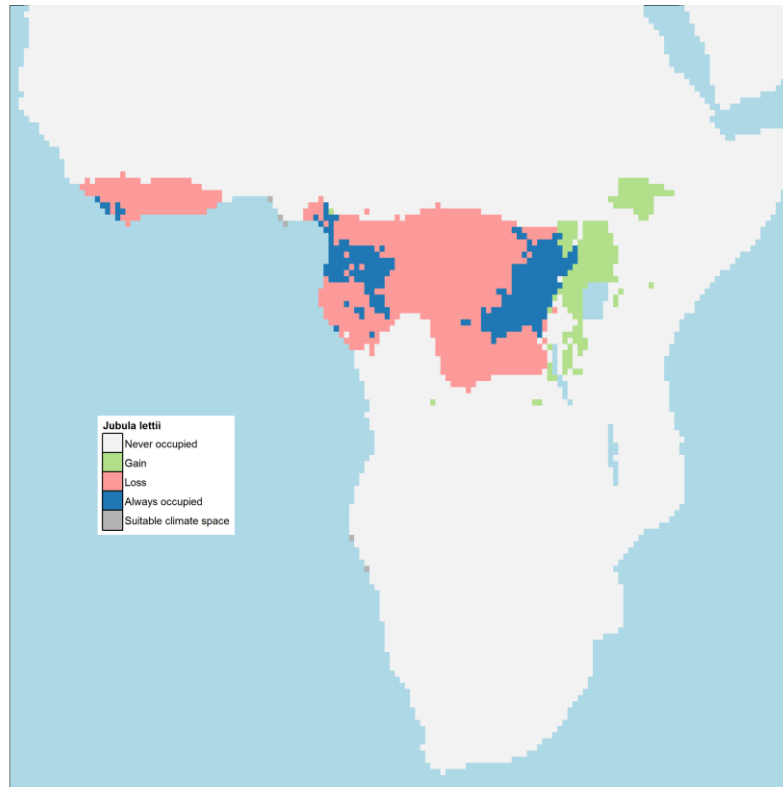 Jubula lettii
Never occupied
Gain
Loss
Always occupied
Suitable climate space